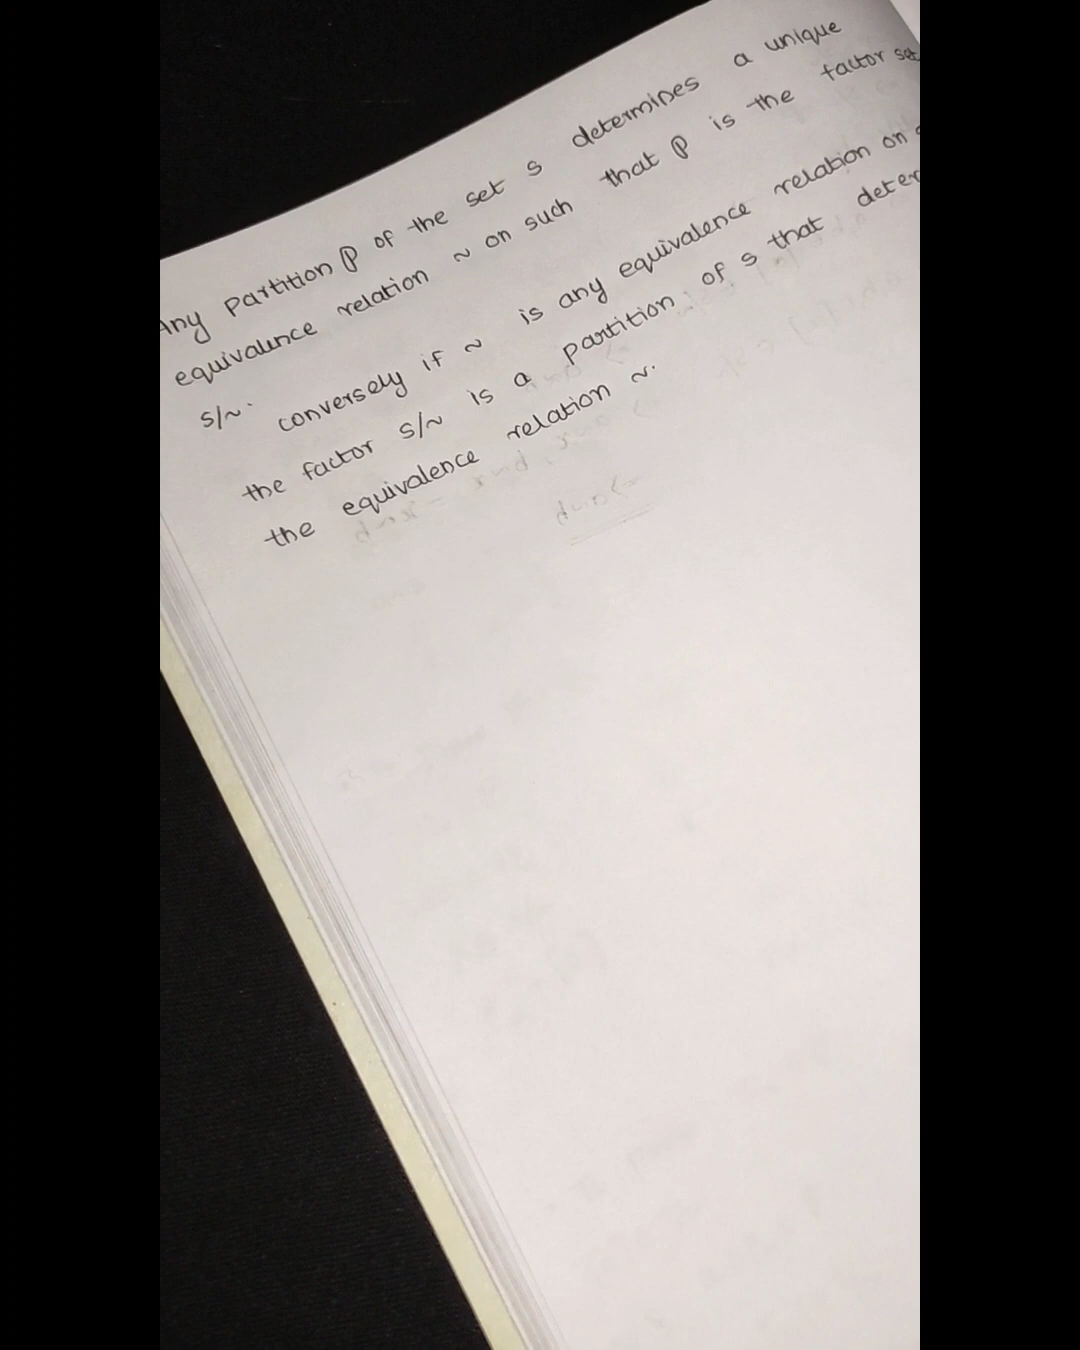 Any Partition P of the set S determines a unique
equivalence relation ~ on such that P is the factor set
S/~.
conversely if ~ is any equivalence relation on
the factor S/~ is a partition of S that
the equivalence relation ~.